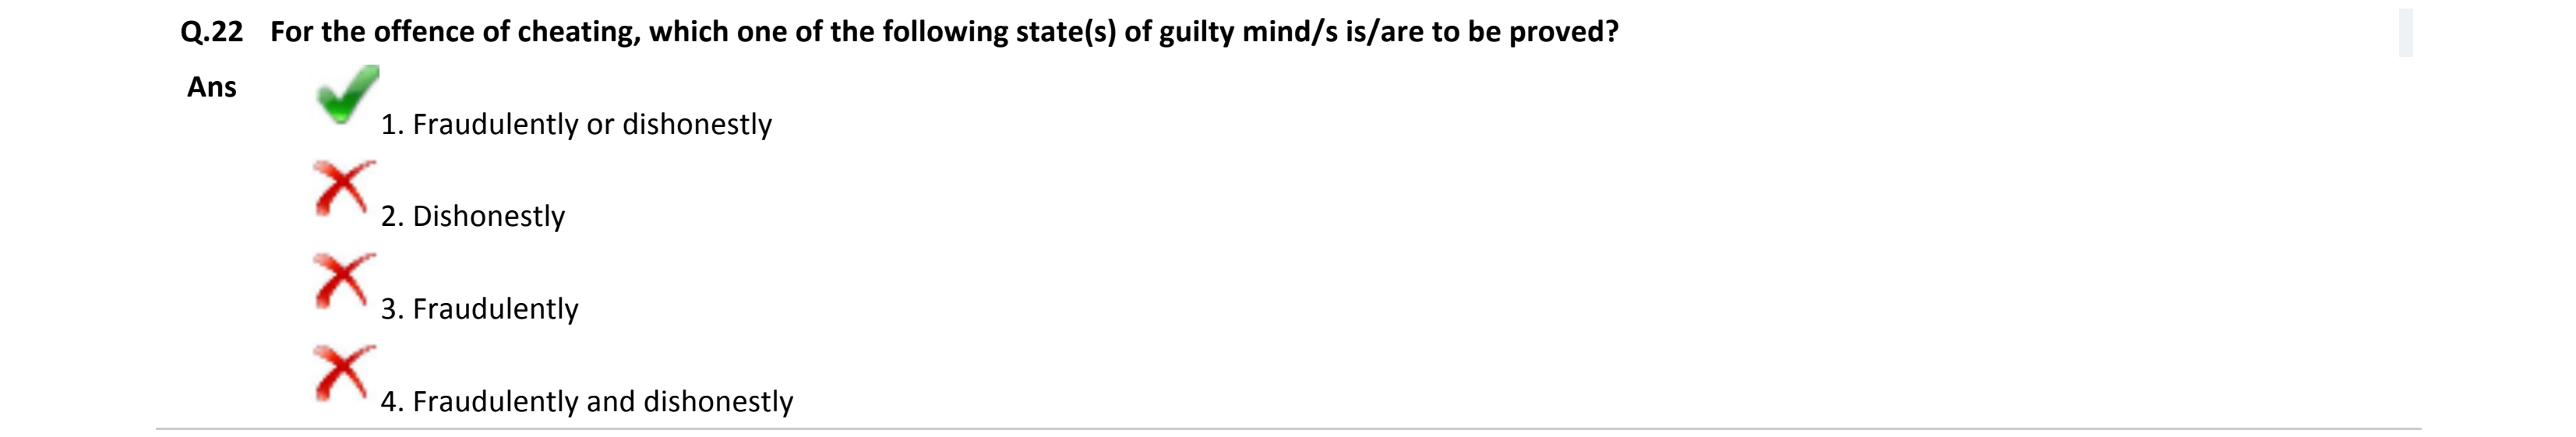 Q.22 For the offence of cheating, which one of the following state(s) of guilty mind/s is/are to be proved?
Ans
1. Fraudulently or dishonestly
2. Dishonestly
3. Fraudulently
4. Fraudulently and dishonestly